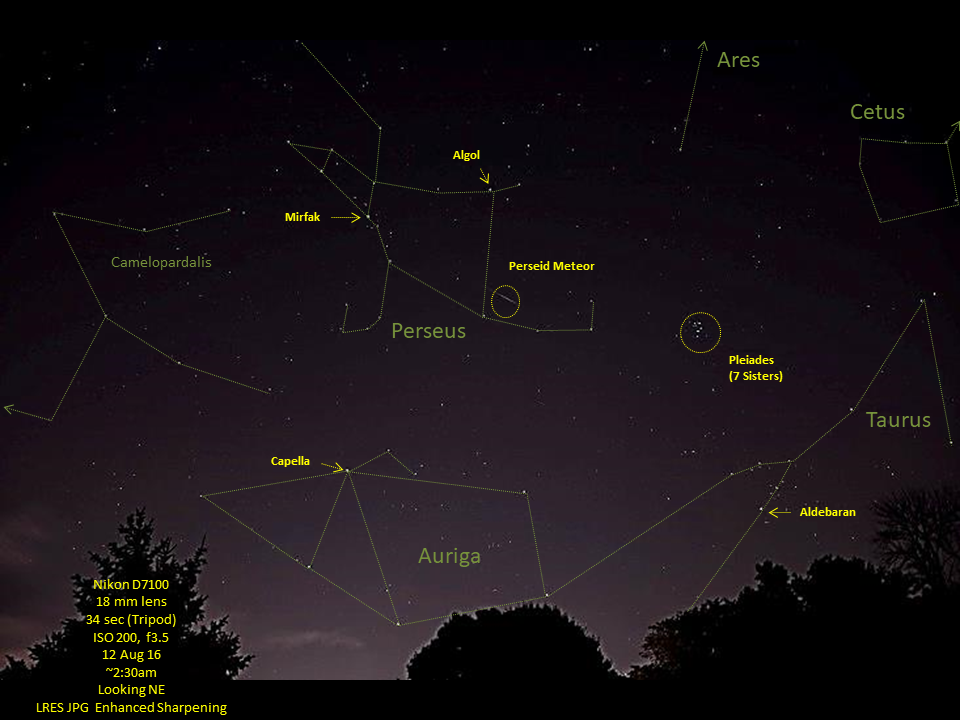 Ares
Cetus
Algol
Mirfak
Camelopardalis
Perseid Meteor
Perseus
Pleiades
(7 Sisters)
Taurus
Capella
Aldebaran
Auriga
Nikon D7100
18 mm lens
34 sec (Tripod)
ISO 200,  f3.5
12 Aug 16
~2:30am
Looking NE
LRES JPG  Enhanced Sharpening